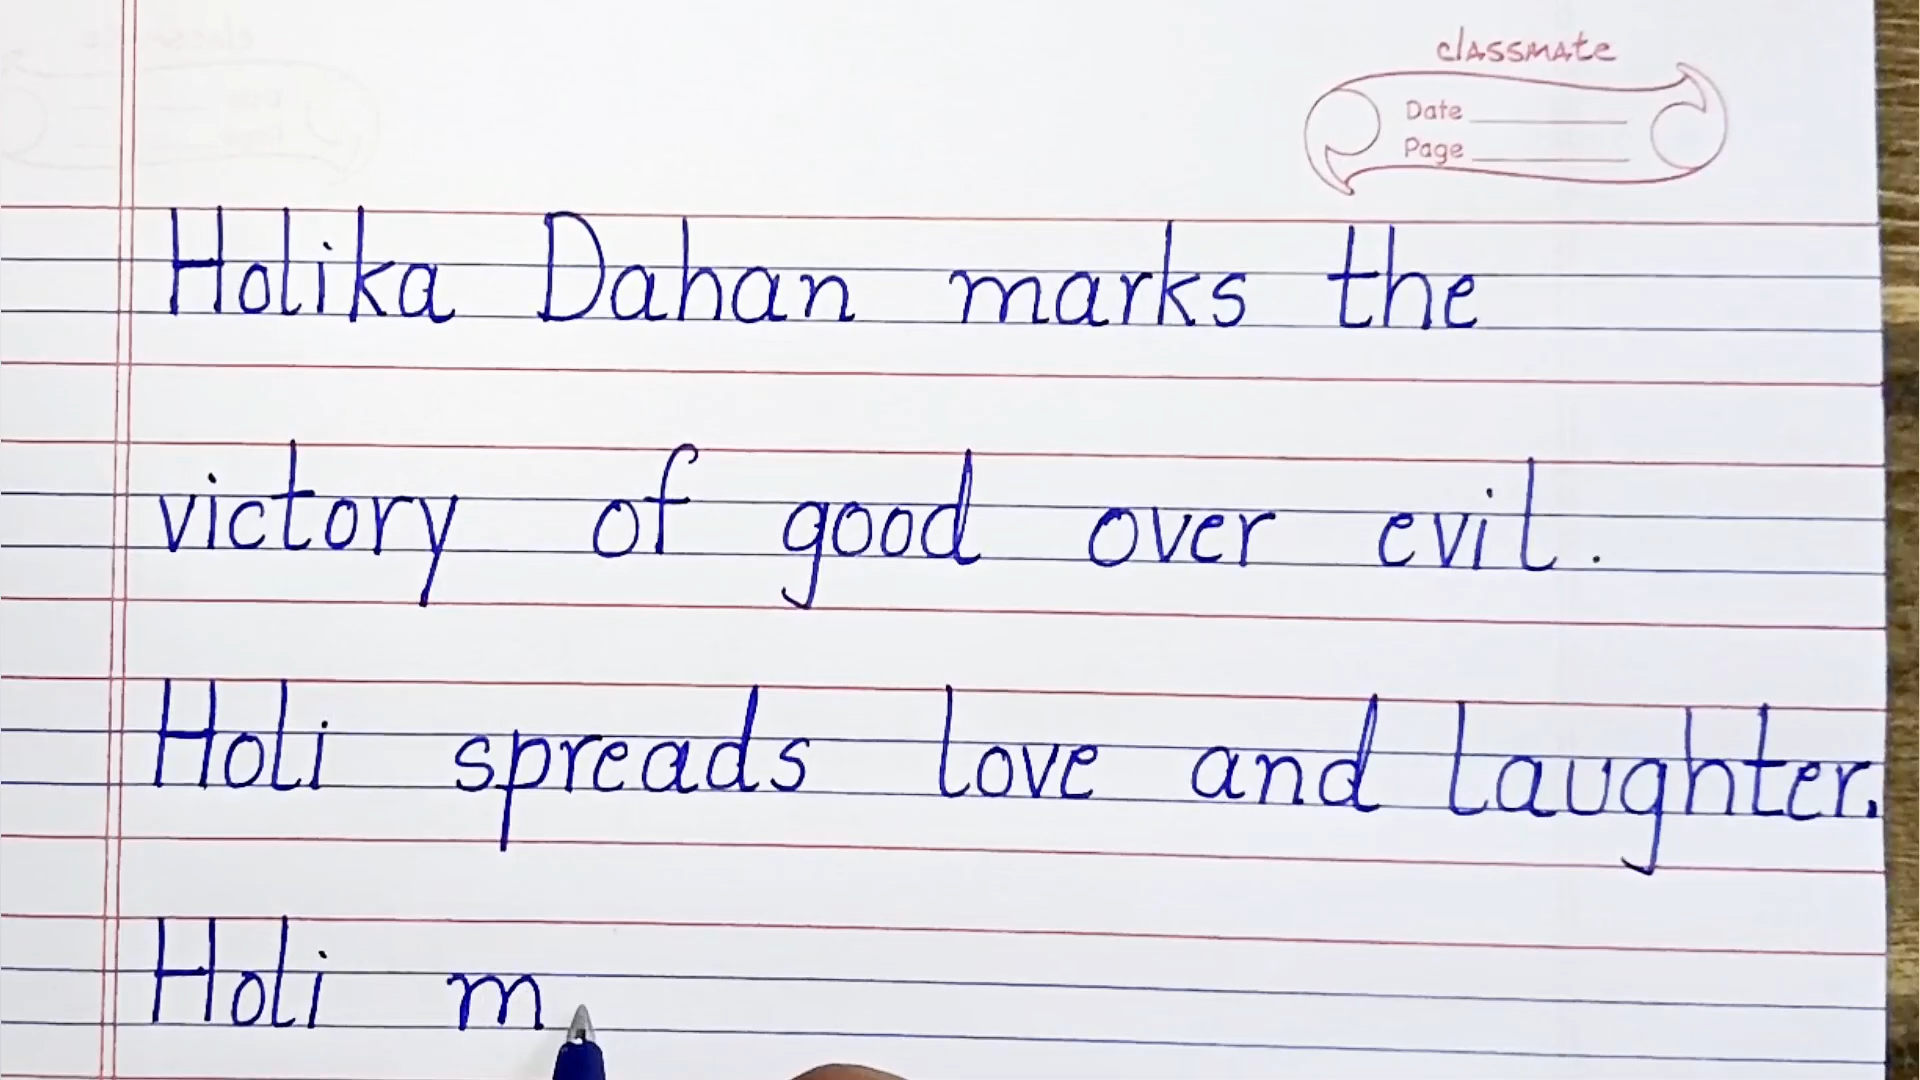 classmate
Date
Page
Holika Dahan marks the
victory of good over evil.
Holi spreads love and laughter.
Holi m